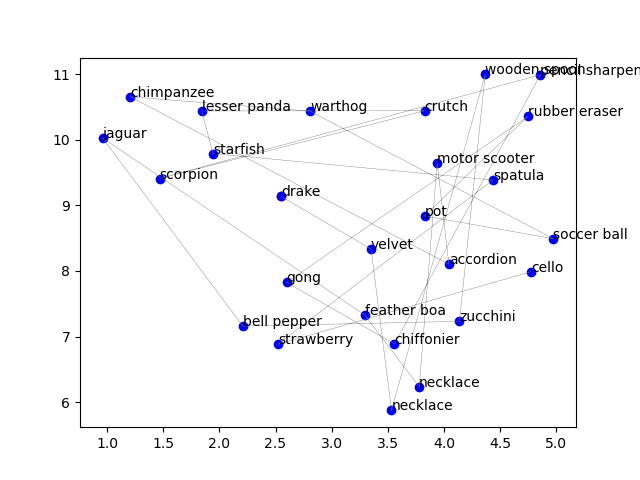 11
10
9
8
7
6
wooden spoon
pencil sharpen
chimpanzee
lesser panda
warthog
crutch
rubber eraser
jaguar
starfish
motor scooter
scorpion
spatula
drake
pot
soccer ball
velvet
accordion
cello
gong
feather boa
bell pepper
zucchini
strawberry
chiffonier
necklace
necklace
1.0 1.5 2.0 2.5 3.0 3.5 4.0 4.5 5.0